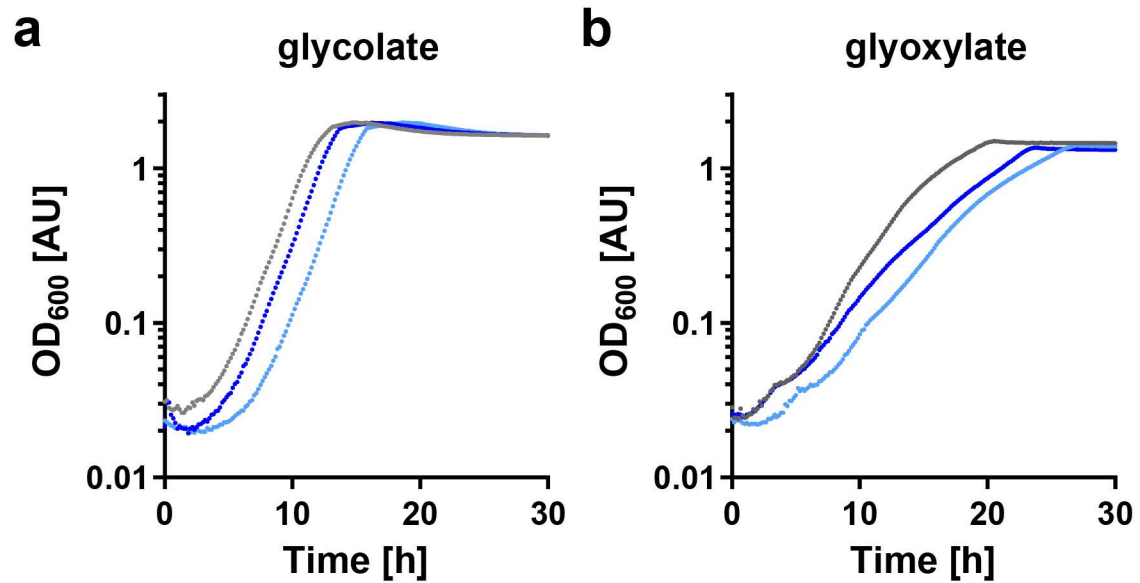 a
glycolate
OD600 [AU]
1
0.1
0.01
0 10 20 30
Time [h]
b
glyoxylate
OD600 [AU]
1
0.1
0.01
0 10 20 30
Time [h]